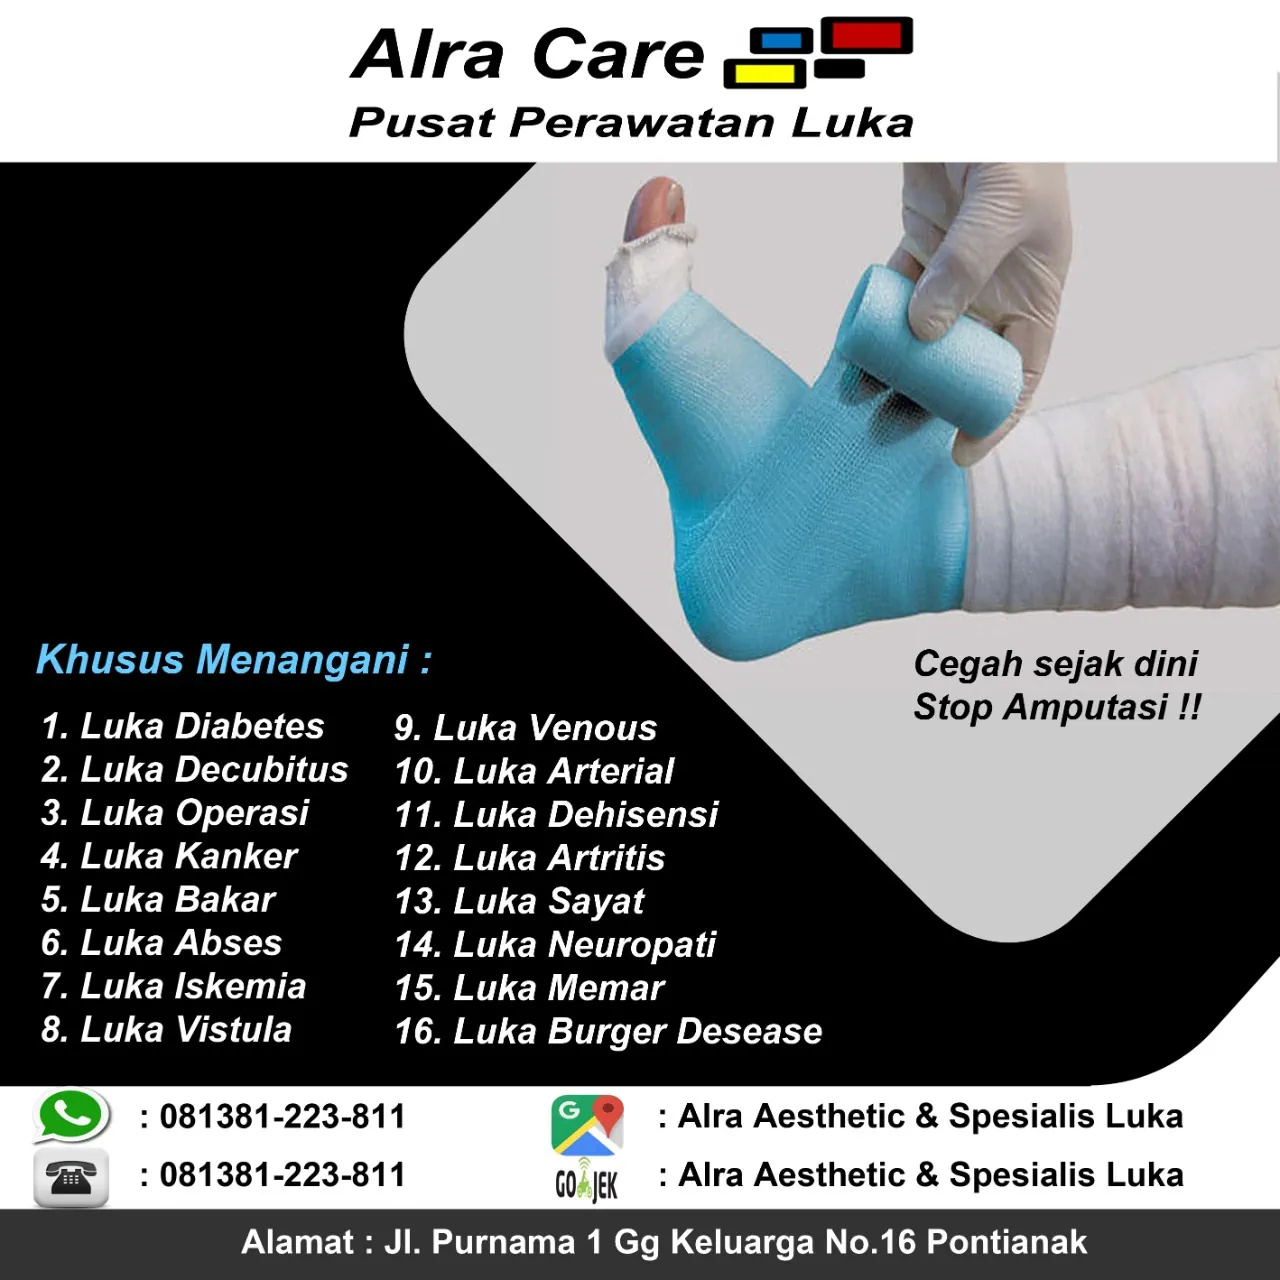 Alra Care
Pusat Perawatan Luka
Khusus Menangani :
1. Luka Diabetes
2. Luka Decubitus
3. Luka Operasi
4. Luka Kanker
5. Luka Bakar
6. Luka Abses
7. Luka Iskemia
8. Luka Vistula
9. Luka Venous
10. Luka Arterial
11. Luka Dehisensi
12. Luka Artritis
13. Luka Sayat
14. Luka Neuropati
15. Luka Memar
16. Luka Burger Desease
Cegah sejak dini
Stop Amputasi !!
: 081381-223-811
: 081381-223-811
G
: Alra Aesthetic & Spesialis Luka
GO-JEK
: Alra Aesthetic & Spesialis Luka
Alamat : Jl. Purnama 1 Gg Keluarga No.16 Pontianak